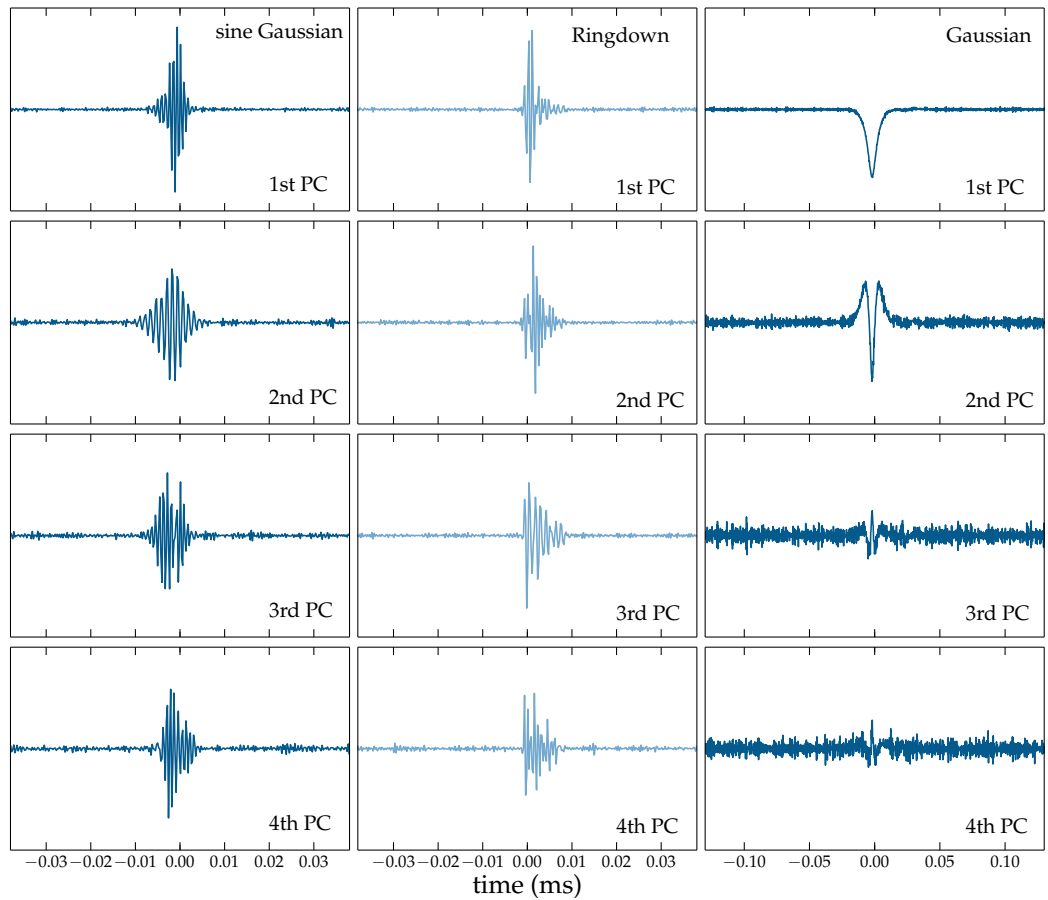 sine Gaussian
Ringdown
Gaussian
1st PC
1st PC
1st PC
2nd PC
2nd PC
2nd PC
3rd PC
3rd PC
3rd PC
4th PC
4th PC
4th PC
−0.03 −0.02 −0.01 0.00 0.01 0.02 0.03
−0.03 −0.02 −0.01 0.00 0.01 0.02 0.03
−0.10 −0.05 0.00 0.05 0.10
time (ms)